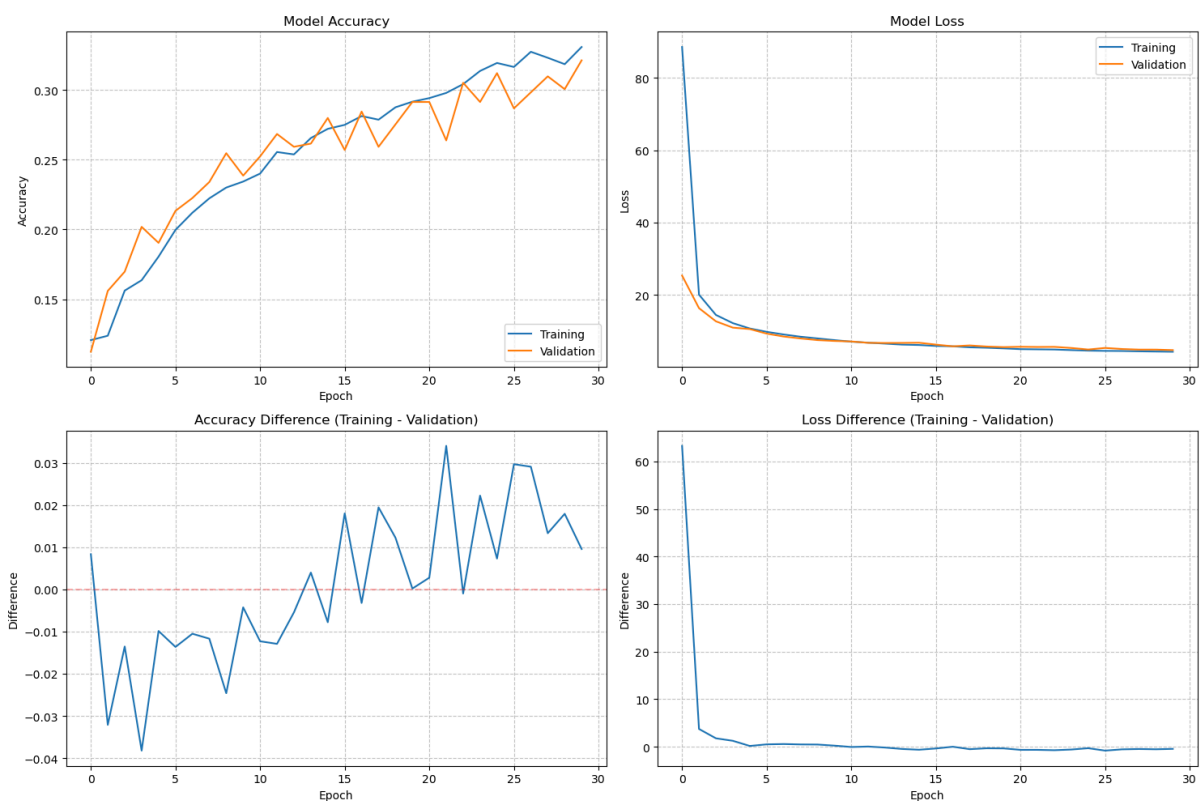 Model Accuracy
Accuracy
0.30
0.25
0.20
0.15
Training
Validation
0 5 10 15 20 25 30
Epoch
Model Loss
Loss
80
60
40
20
Training
Validation
0 5 10 15 20 25 30
Epoch
Accuracy Difference (Training - Validation)
Difference
0.03
0.02
0.01
0.00
−0.01
−0.02
−0.03
−0.04
0 5 10 15 20 25 30
Epoch
Loss Difference (Training - Validation)
Difference
60
50
40
30
20
10
0
0 5 10 15 20 25 30
Epoch